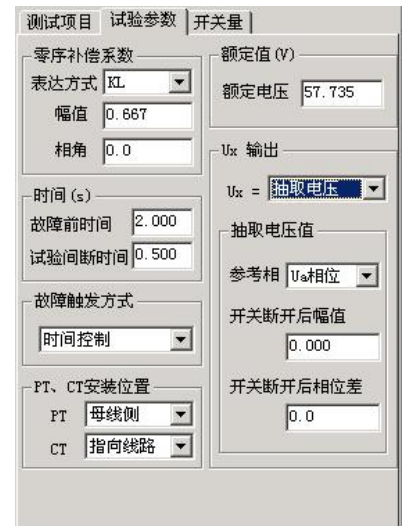 测试项目 试验参数 开关量
零序补偿系数
表达方式 KL
幅值 0.667
相角 0.0
时间(s)
故障前时间 2.000
试验间断时间 0.500
故障触发方式
时间控制
PT、CT安装位置
PT 母线侧
CT 指向线路
额定值(V)
额定电压 57.735
Ux 输出
Ux = 抽取电压
抽取电压值
参考相 Ua相位
开关断开后幅值
0.000
开关断开后相位差
0.0